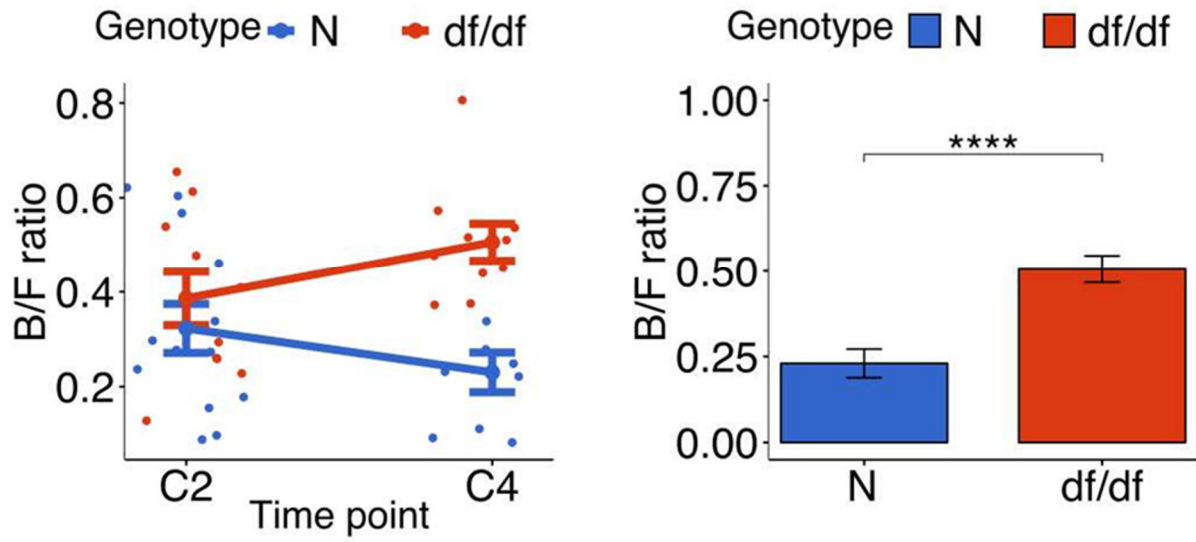 Genotype N df/df
0.8
0.6
0.4
0.2
B/F ratio
C2 C4
Time point
Genotype N df/df
1.00
0.75
0.50
0.25
0.00
B/F ratio
****
N df/df